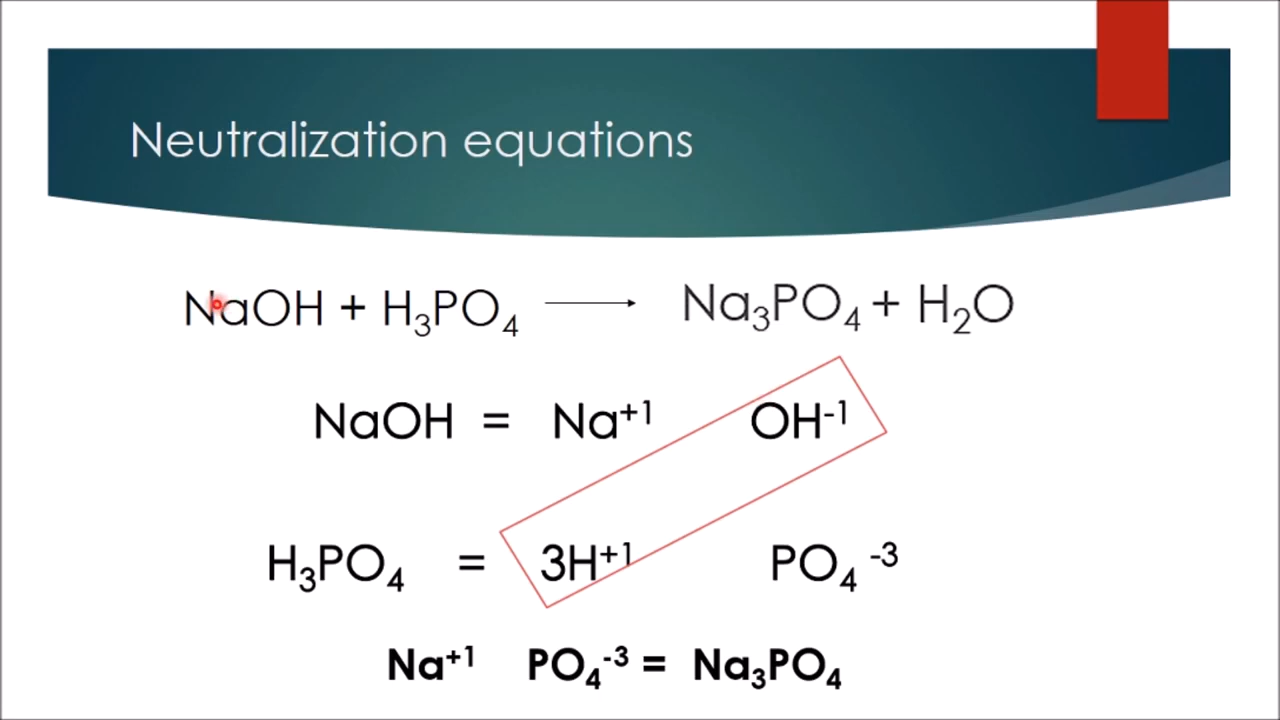 Neutralization equations
NaOH + H₃PO₄ ⟶ Na₃PO₄ + H₂O
NaOH = Na⁺¹ OH⁻¹
H₃PO₄ = 3H⁺¹ PO₄ ⁻³
Na⁺¹ PO₄⁻³ = Na₃PO₄